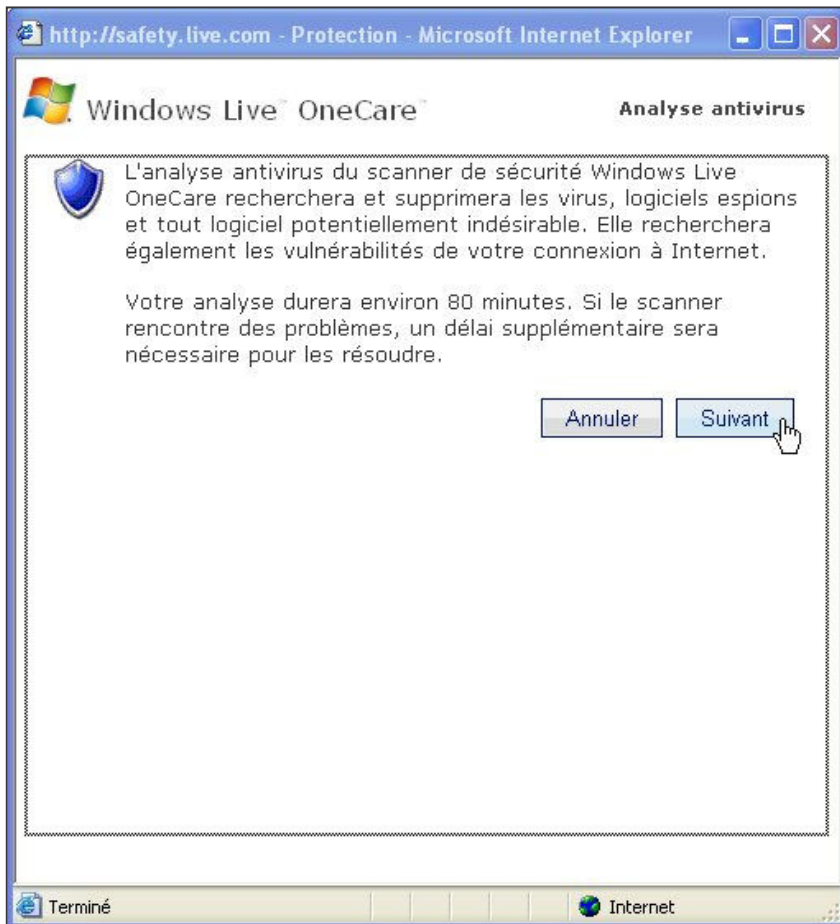 http://safety.live.com - Protection - Microsoft Internet Explorer
Windows Live™ OneCare™
Analyse antivirus
L'analyse antivirus du scanner de sécurité Windows Live
OneCare recherchera et supprimera les virus, logiciels espions
et tout logiciel potentiellement indésirable. Elle recherchera
également les vulnérabilités de votre connexion à Internet.
Votre analyse durera environ 80 minutes. Si le scanner
rencontre des problèmes, un délai supplémentaire sera
nécessaire pour les résoudre.
Annuler
Suivant
Terminé
Internet